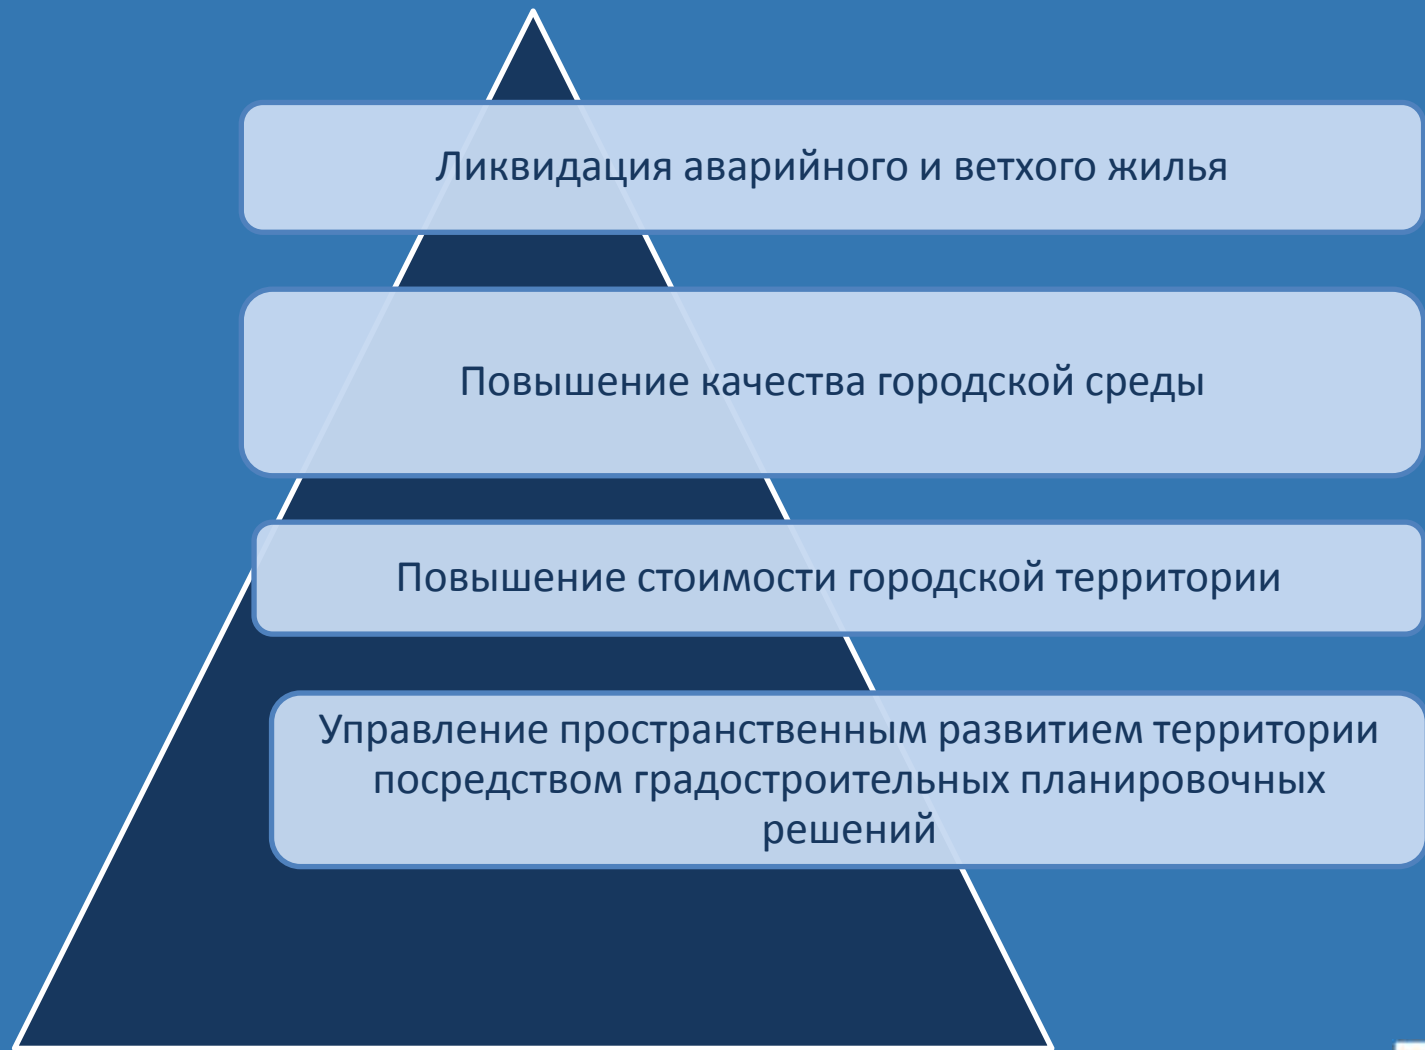 Ликвидация аварийного и ветхого жилья
Повышение качества городской среды
Повышение стоимости городской территории
Управление пространственным развитием территории
посредством градостроительных планировочных
решений